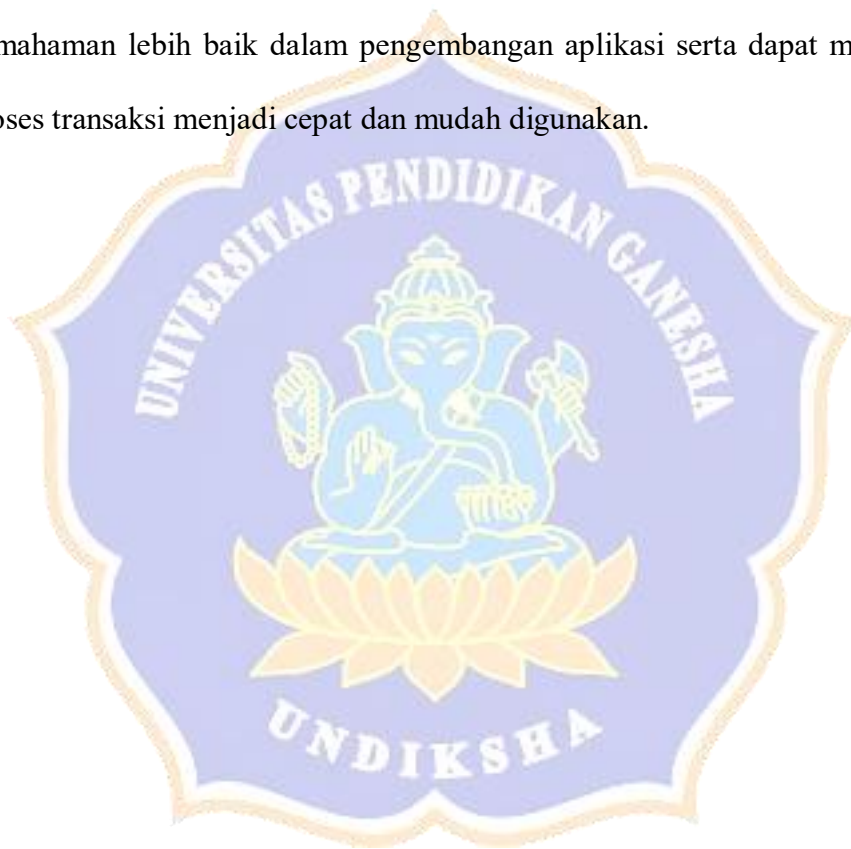 mahaman lebih baik dalam pengembangan aplikasi serta dapat m
oses transaksi menjadi cepat dan mudah digunakan.
UNIVERSITAS PENDIDIKAN GANESHA
UNDIKSHA